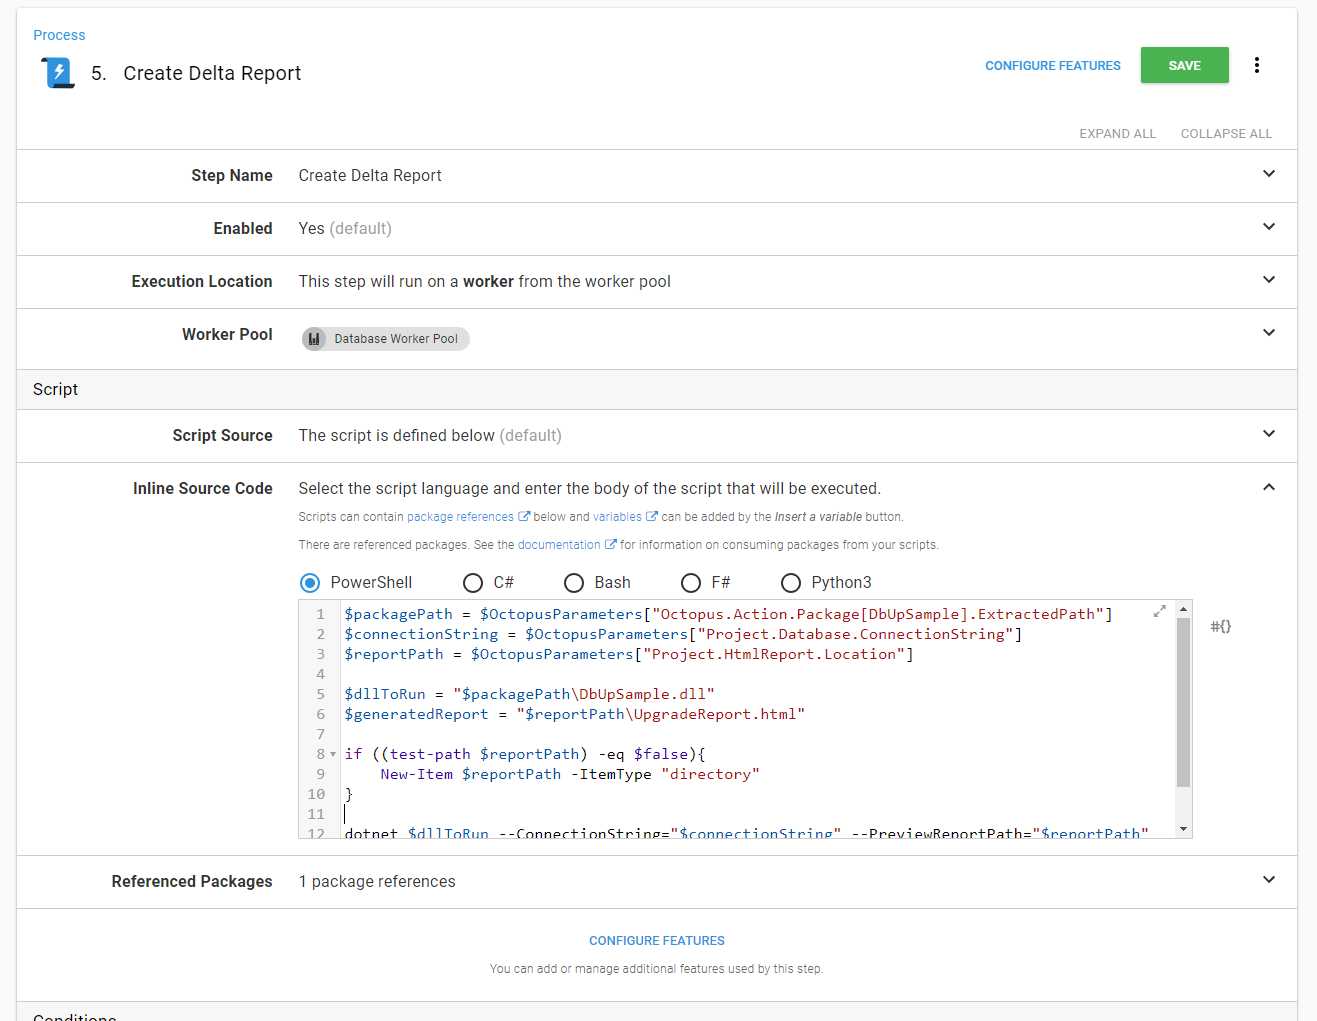 Process
5. Create Delta Report
CONFIGURE FEATURES
SAVE
EXPAND ALL
COLLAPSE ALL
Step Name
Create Delta Report
Enabled
Yes (default)
Execution Location
This step will run on a worker from the worker pool
Worker Pool
Database Worker Pool
Script
Script Source
The script is defined below (default)
Inline Source Code
Select the script language and enter the body of the script that will be executed.
Scripts can contain package references below and variables can be added by the Insert a variable button.
There are referenced packages. See the documentation for information on consuming packages from your scripts.
PowerShell
C#
Bash
F#
Python3
1 $packagePath = $OctopusParameters["Octopus.Action.Package[DbUpSample].ExtractedPath"]
2 $connectionString = $OctopusParameters["Project.Database.ConnectionString"]
3 $reportPath = $OctopusParameters["Project.HtmlReport.Location"]
4
5 $dllToRun = "$packagePath\DbUpSample.dll"
6 $generatedReport = "$reportPath\UpgradeReport.html"
7
8 if ((test-path $reportPath) -eq $false){
9     New-Item $reportPath -ItemType "directory"
10 }
11
12 dotnet $dllToRun --ConnectionString="$connectionString" --PreviewReportPath="$reportPath"
#{}
Referenced Packages
1 package references
CONFIGURE FEATURES
You can add or manage additional features used by this step.
Conditions